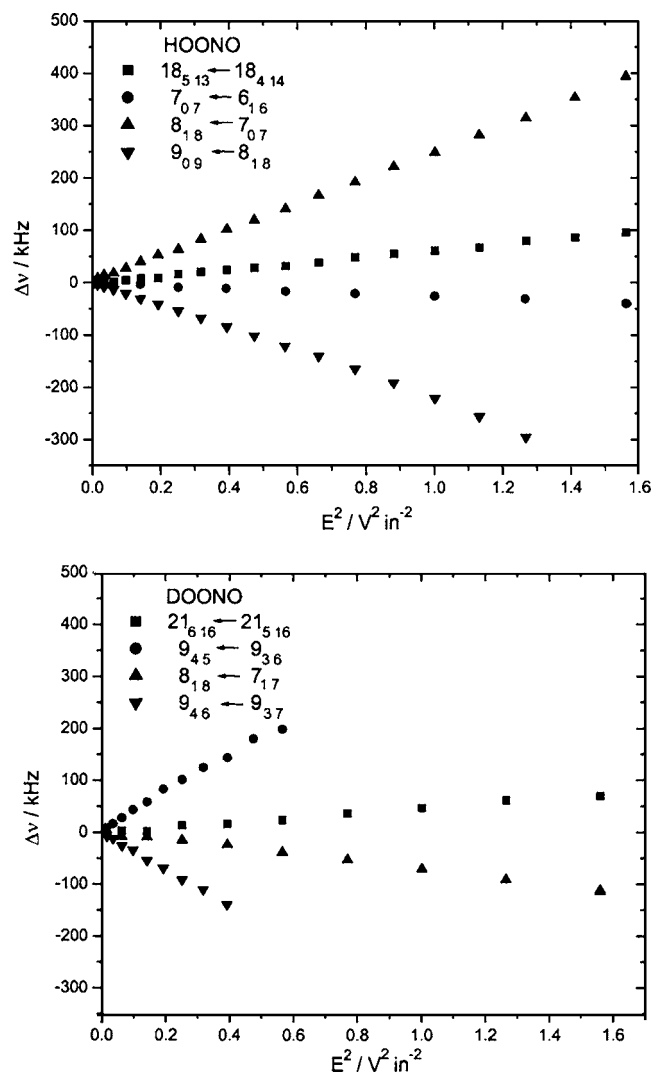 HOONO
■ 18₅ ₁₃ ← 18₄ ₁₄
● 7₀ ₇ ← 6₁ ₆
▲ 8₁ ₈ ← 7₀ ₇
▼ 9₀ ₉ ← 8₁ ₈
500
400
300
200
100
0
-100
-200
-300
Δν / kHz
0.0 0.2 0.4 0.6 0.8 1.0 1.2 1.4 1.6
E² / V² in⁻²
DOONO
■ 21₆ ₁₆ ← 21₅ ₁₆
● 9₄ ₅ ← 9₃ ₆
▲ 8₁ ₈ ← 7₁ ₇
▼ 9₄ ₆ ← 9₃ ₇
500
400
300
200
100
0
-100
-200
-300
Δν / kHz
0.0 0.2 0.4 0.6 0.8 1.0 1.2 1.4 1.6
E² / V² in⁻²